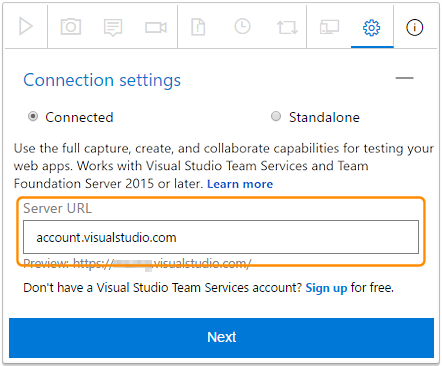 Connection settings
Connected
Standalone
Use the full capture, create, and collaborate capabilities for testing your
web apps. Works with Visual Studio Team Services and Team
Foundation Server 2015 or later. Learn more
Server URL
account.visualstudio.com
Preview: https:// .visualstudio.com/
Don't have a Visual Studio Team Services account? Sign up for free.
Next